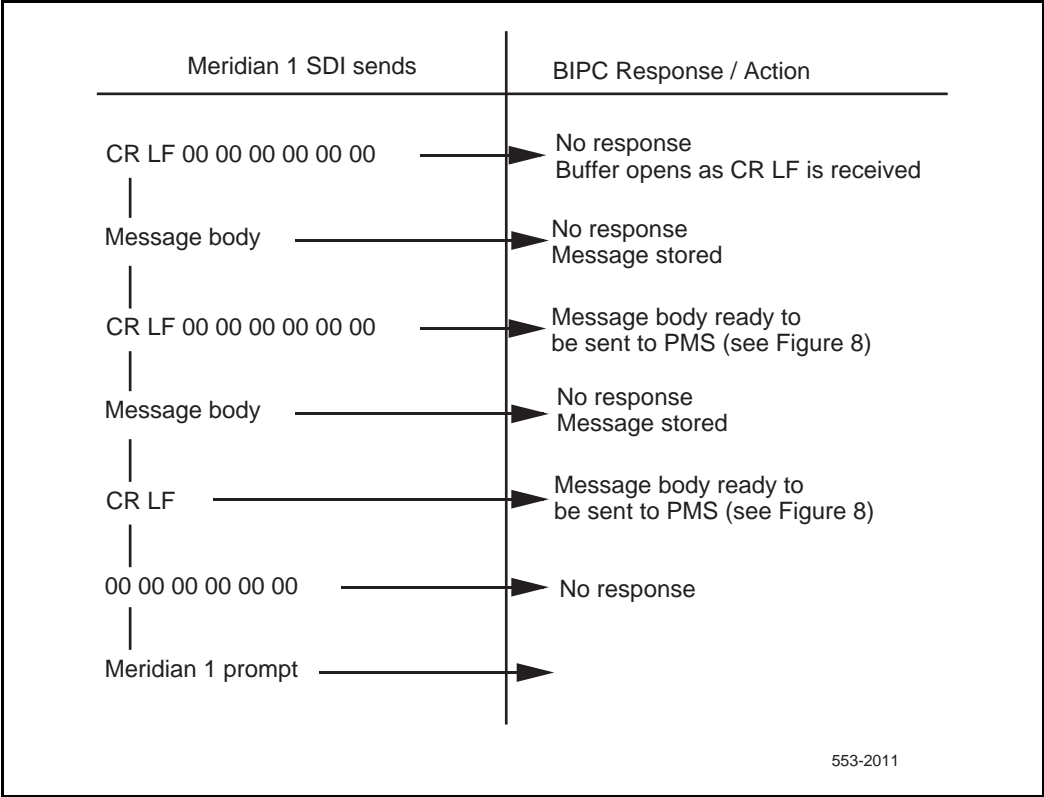 Meridian 1 SDI sends
BIPC Response / Action
CR LF 00 00 00 00 00 00
No response
Buffer opens as CR LF is received
Message body
No response
Message stored
CR LF 00 00 00 00 00 00
Message body ready to
be sent to PMS (see Figure 8)
Message body
No response
Message stored
CR LF
Message body ready to
be sent to PMS (see Figure 8)
00 00 00 00 00 00
No response
Meridian 1 prompt
553-2011